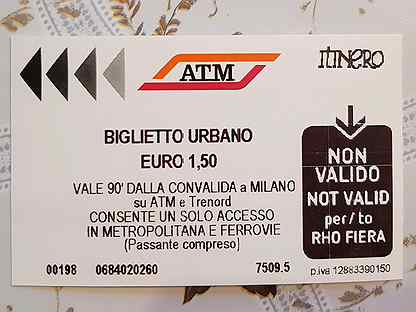 ATM
ITINERO
BIGLIETTO URBANO
EURO 1,50
VALE 90' DALLA CONVALIDA a MILANO
su ATM e Trenord
CONSENTE UN SOLO ACCESSO
IN METROPOLITANA E FERROVIE
(Passante compreso)
NON
VALIDO
NOT VALID
per/to
RHO FIERA
00198 0684020260 7509.5
p.iva 12883390150